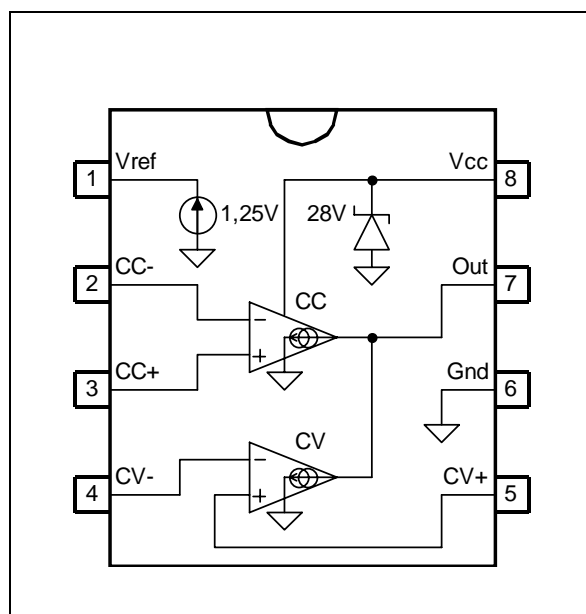 Vref
Vcc
1
8
1,25V
28V
CC-
Out
2
CC
7
−
+
CC+
Gnd
3
6
CV
CV-
−
CV+
4
+
5